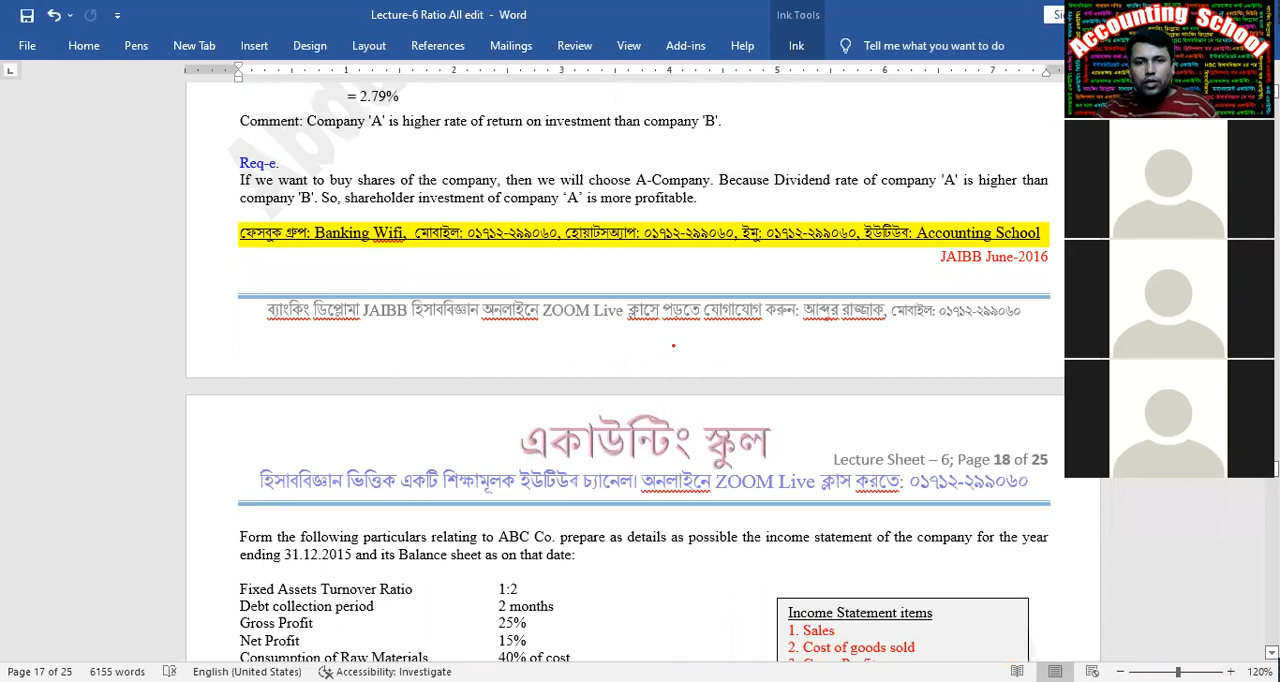 Lecture-6 Ratio All edit - Word
Ink Tools
File Home Pens New Tab Insert Design Layout References Mailings Review View Add-ins Help Ink Tell me what you want to do
Accounting School
1 2 3 4 5 6 7
= 2.79%
Comment: Company 'A' is higher rate of return on investment than company 'B'.
Req-e.
If we want to buy shares of the company, then we will choose A-Company. Because Dividend rate of company 'A' is higher than
company 'B'. So, shareholder investment of company ‘A’ is more profitable.
ফেসবুক গ্রুপ: Banking Wifi, মোবাইল: ০১৭১২-২৯৯০৬০, হোয়াটসঅ্যাপ: ০১৭১২-২৯৯০৬০, ইমু: ০১৭১২-২৯৯০৬০, ইউটিউব: Accounting School
JAIBB June-2016
ব্যাংকিং ডিপ্লোমা JAIBB হিসাববিজ্ঞান অনলাইনে ZOOM Live ক্লাসে পড়তে যোগাযোগ করুন: আব্দুর রাজ্জাক, মোবাইল: ০১৭১২-২৯৯০৬০
একাউন্টিং স্কুল
Lecture Sheet – 6; Page 18 of 25
হিসাববিজ্ঞান ভিত্তিক একটি শিক্ষামূলক ইউটিউব চ্যানেল। অনলাইনে ZOOM Live ক্লাস করতে: ০১৭১২-২৯৯০৬০
Form the following particulars relating to ABC Co. prepare as details as possible the income statement of the company for the year
ending 31.12.2015 and its Balance sheet as on that date:
Fixed Assets Turnover Ratio 1:2
Debt collection period 2 months
Gross Profit 25%
Net Profit 15%
Consumption of Raw Materials 40% of cost
Income Statement items
1. Sales
2. Cost of goods sold
3. Gross Profit
Page 17 of 25 6155 words English (United States) Accessibility: Investigate 120%